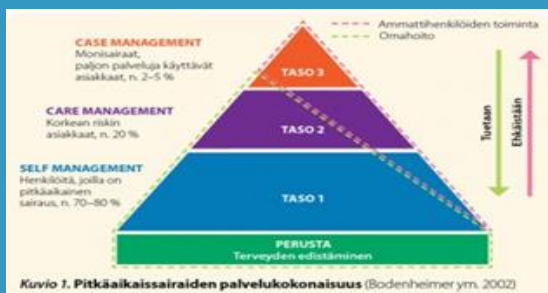 Ammattihenkilöiden toiminta
Omahoito
CASE MANAGEMENT
Monisairaat,
paljon palveluja käyttävät
asiakkaat, n. 2–5 %
TASO 3
CARE MANAGEMENT
Korkean riskin
asiakkaat, n. 20 %
TASO 2
SELF MANAGEMENT
Henkilöitä, joilla on
pitkäaikainen
sairaus, n. 70–80 %
TASO 1
Tuetaan
Ehkäistään
PERUSTA
Terveyden edistäminen
Kuvio 1. Pitkäaikaissairaiden palvelukokonaisuus (Bodenheimer ym. 2002)